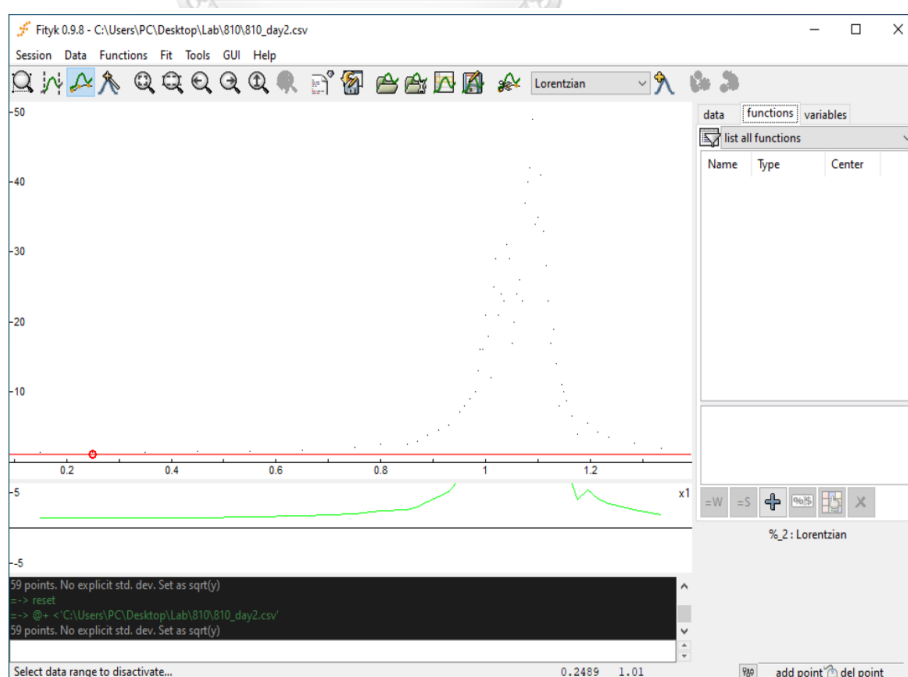 Fityk 0.9.8 - C:\Users\PC\Desktop\Lab\810\810_day2.csv
Session Data Functions Fit Tools GUI Help
Lorentzian
data functions variables
list all functions
Name Type Center
50
40
30
20
10
0.2 0.4 0.6 0.8 1 1.2
5
x1
-5
=W =S
%_2 : Lorentzian
59 points. No explicit std. dev. Set as sqrt(y)
=-> reset
=-> @+ <'C:\Users\PC\Desktop\Lab\810\810_day2.csv'
59 points. No explicit std. dev. Set as sqrt(y)
Select data range to disactivate...
0.2489 1.01
add point del point